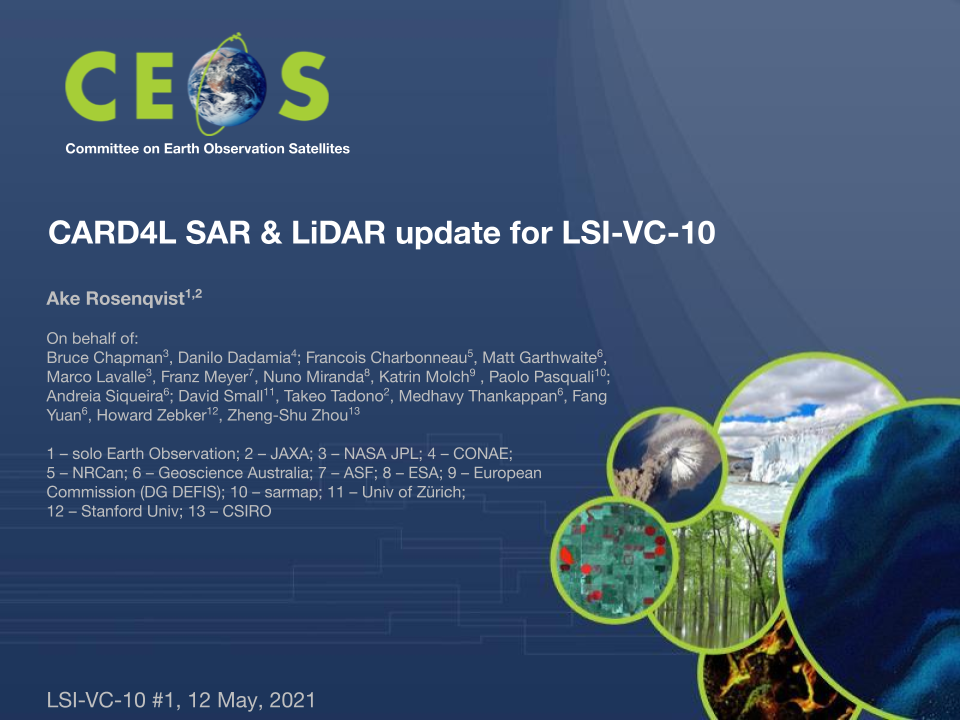 CEOS
Committee on Earth Observation Satellites
CARD4L SAR & LiDAR update for LSI-VC-10
Ake Rosenqvist1,2
On behalf of:
Bruce Chapman3, Danilo Dadamia4; Francois Charbonneau5, Matt Garthwaite6,
Marco Lavalle3, Franz Meyer7, Nuno Miranda8, Katrin Molch9 , Paolo Pasquali10;
Andreia Siqueira6; David Small11, Takeo Tadono2, Medhavy Thankappan6, Fang
Yuan6, Howard Zebker12, Zheng-Shu Zhou13
1 – solo Earth Observation; 2 – JAXA; 3 – NASA JPL; 4 – CONAE;
5 – NRCan; 6 – Geoscience Australia; 7 – ASF; 8 – ESA; 9 – European
Commission (DG DEFIS); 10 – sarmap; 11 – Univ of Zürich;
12 – Stanford Univ; 13 – CSIRO
LSI-VC-10 #1, 12 May, 2021